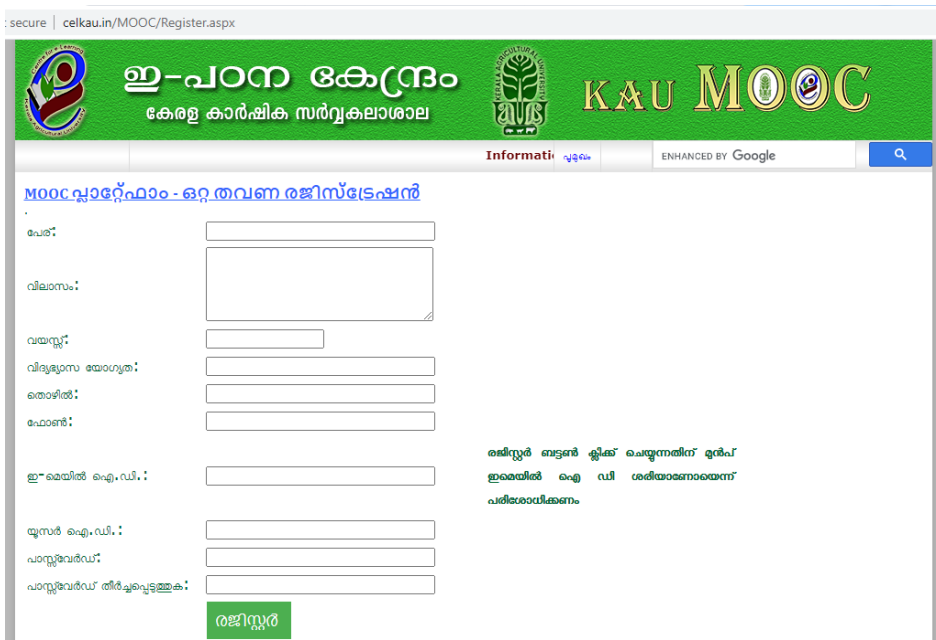 : secure | celkau.in/MOOC/Register.aspx
ഇ-പഠന കേന്ദ്രം
കേരള കാർഷിക സർവ്വകലാശാല
KAU MOOC
Informati പൂമുഖം ENHANCED BY Google
MOOC പ്ലാറ്റ്ഫോം - ഒറ്റ തവണ രജിസ്ട്രേഷൻ
.
പേര്:
വിലാസം:
വയസ്സ്:
വിദ്യഭ്യാസ യോഗ്യത:
തൊഴിൽ:
ഫോൺ:
രജിസ്റ്റർ ബട്ടൺ ക്ലിക്ക് ചെയ്യുന്നതിന് മുൻപ്
ഇ-മെയിൽ ഐ.ഡി.:
ഇമെയിൽ ഐ ഡി ശരിയാണോയെന്ന്
പരിശോധിക്കണം
യൂസർ ഐ.ഡി.:
പാസ്സ്‌വേർഡ്:
പാസ്സ്‌വേർഡ് തീർച്ചപ്പെടുത്തുക:
രജിസ്റ്റർ